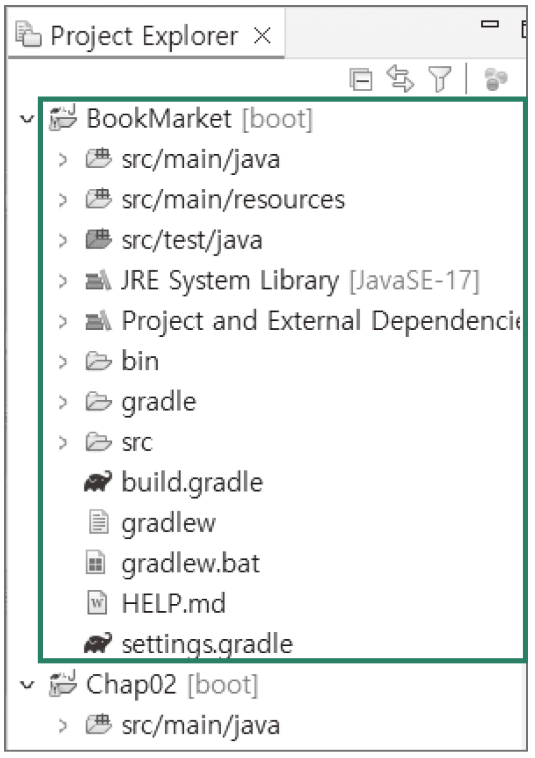 Project Explorer
BookMarket [boot]
src/main/java
src/main/resources
src/test/java
JRE System Library [JavaSE-17]
Project and External
bin
gradle
src
build.gradle
gradlew
gradlew.bat
HELP.md
settings.gradle
Chap02 [boot]
src/main/java